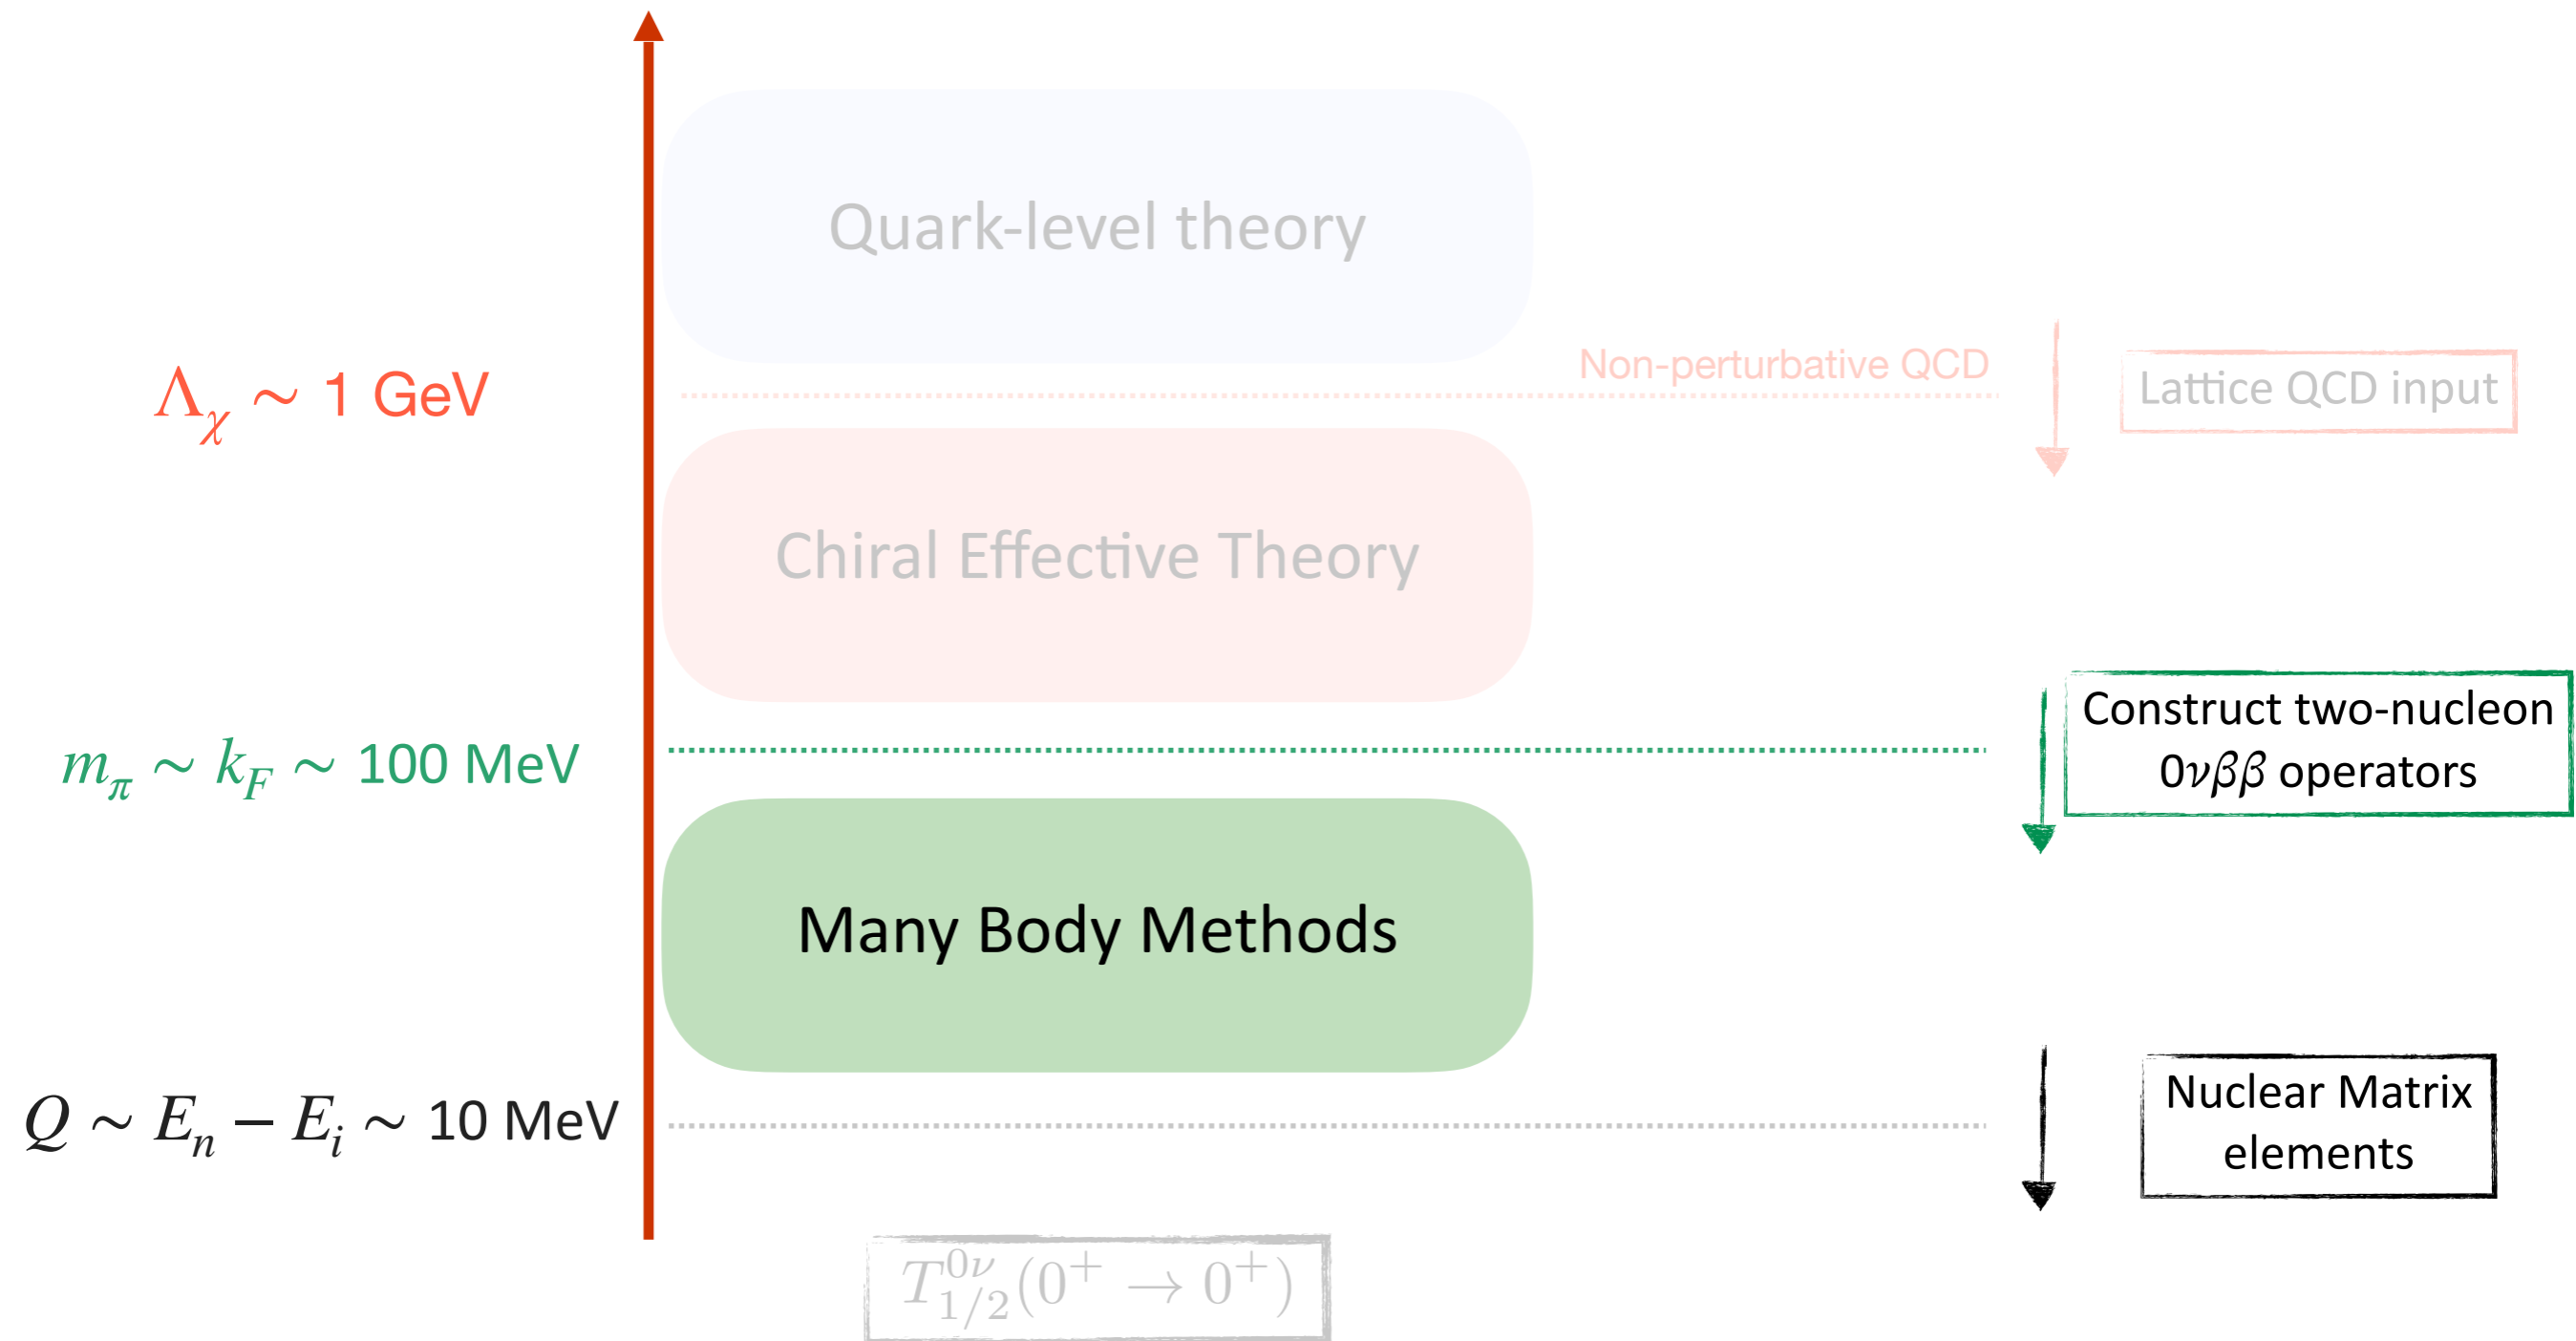 Quark-level theory
Non-perturbative QCD
Λχ ∼ 1 GeV
Lattice QCD input
Chiral Effective Theory
Construct two-nucleon
0νββ operators
mπ ∼ kF ∼ 100 MeV
Many Body Methods
Nuclear Matrix
elements
Q ∼ En − Ei ∼ 10 MeV
T^{0ν}_{1/2}(0⁺ → 0⁺)